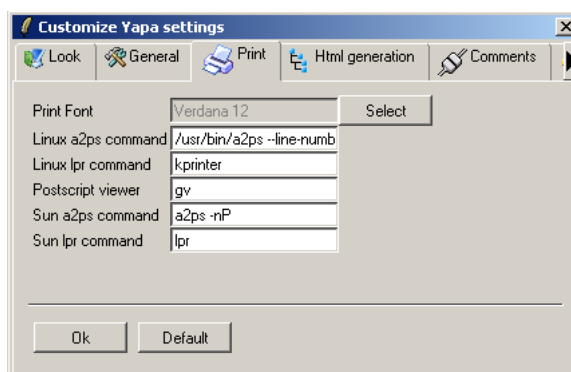 Customize Yapa settings
Look General Print Html generation Comments
Print Font Verdana 12 Select
Linux a2ps command /usr/bin/a2ps --line-numb
Linux lpr command kprinter
Postscript viewer gv
Sun a2ps command a2ps -nP
Sun lpr command lpr
Ok Default